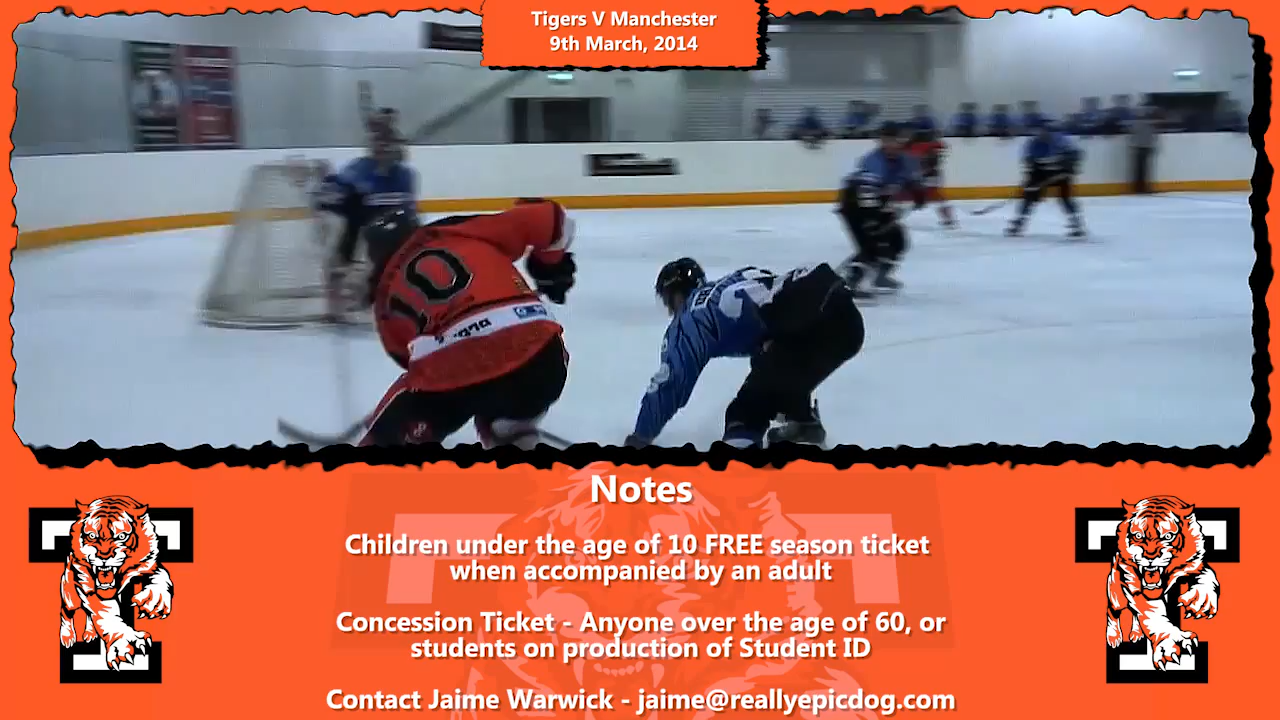 Tigers V Manchester
9th March, 2014
10
Notes
Children under the age of 10 FREE season ticket
when accompanied by an adult
Concession Ticket - Anyone over the age of 60, or
students on production of Student ID
Contact Jaime Warwick - jaime@reallyepicdog.com